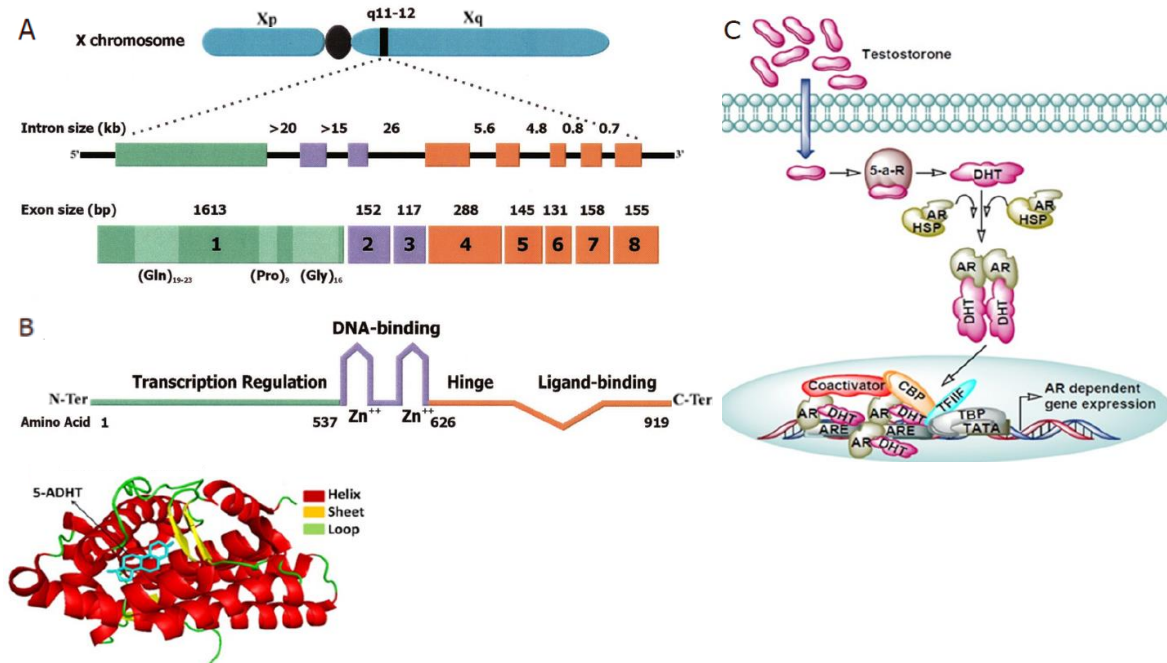 A
X chromosome
Xp
q11-12
Xq
Intron size (kb) >20 >15 26 5.6 4.8 0.8 0.7
5' 3'
Exon size (bp) 1613 152 117 288 145 131 158 155
1 2 3 4 5 6 7 8
(Gln)19-23 (Pro)9 (Gly)16
B
DNA-binding
N-Ter Transcription Regulation Hinge Ligand-binding C-Ter
Zn++ Zn++
Amino Acid 1 537 626 919
5-ADHT
Helix
Sheet
Loop
C
Testostorone
5-a-R DHT
AR HSP AR HSP
AR AR
DHT DHT
Coactivator CBP TFIIF
AR dependent
gene expression
AR DHT AR DHT TBP
ARE ARE TATA
AR DHT